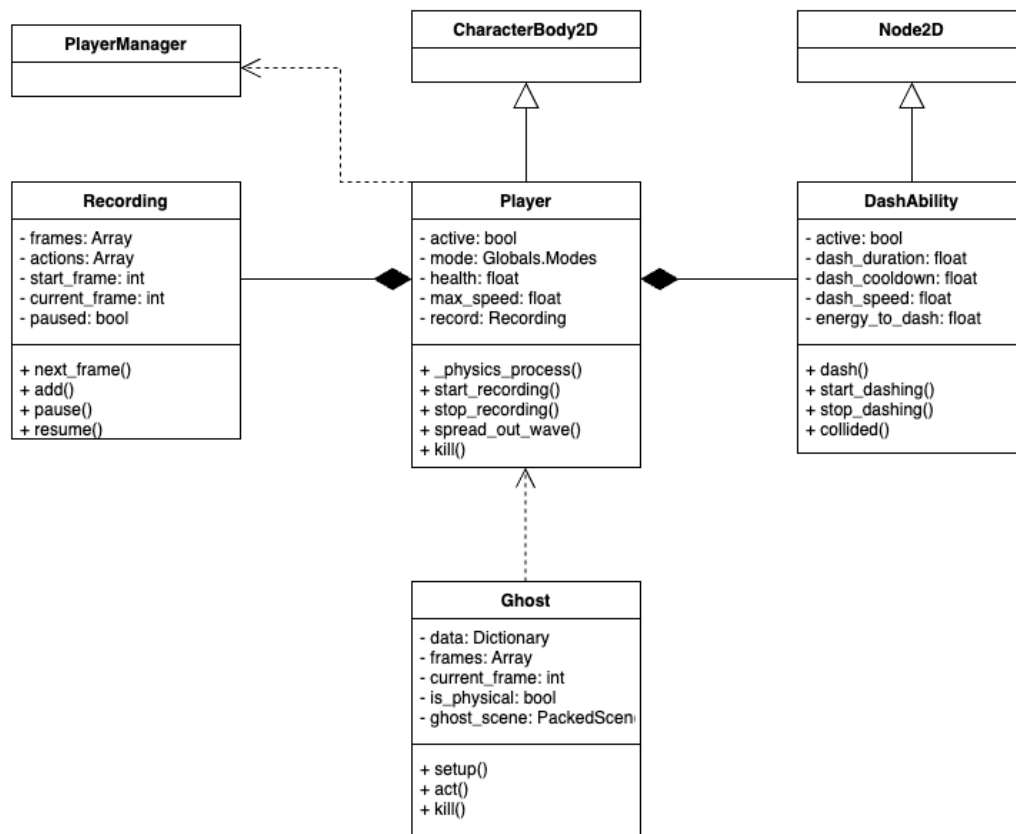 PlayerManager
CharacterBody2D
Node2D
Recording
- frames: Array
- actions: Array
- start_frame: int
- current_frame: int
- paused: bool
+ next_frame()
+ add()
+ pause()
+ resume()
Player
- active: bool
- mode: Globals.Modes
- health: float
- max_speed: float
- record: Recording
+ _physics_process()
+ start_recording()
+ stop_recording()
+ spread_out_wave()
+ kill()
DashAbility
- active: bool
- dash_duration: float
- dash_cooldown: float
- dash_speed: float
- energy_to_dash: float
+ dash()
+ start_dashing()
+ stop_dashing()
+ collided()
Ghost
- data: Dictionary
- frames: Array
- current_frame: int
- is_physical: bool
- ghost_scene: PackedScen
+ setup()
+ act()
+ kill()